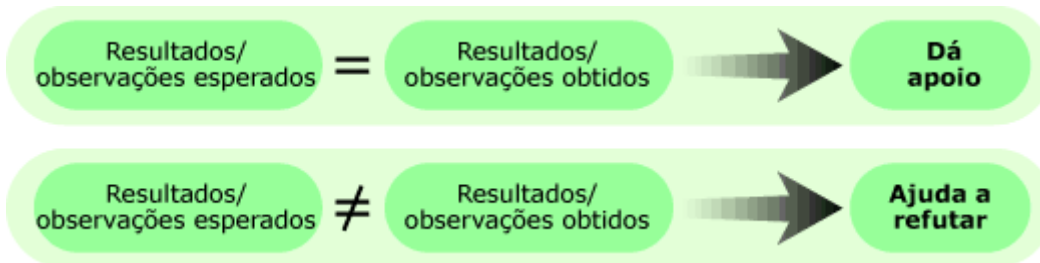 Resultados/
observações esperados
=
Resultados/
observações obtidos
Dá
apoio
Resultados/
observações esperados
≠
Resultados/
observações obtidos
Ajuda a
refutar